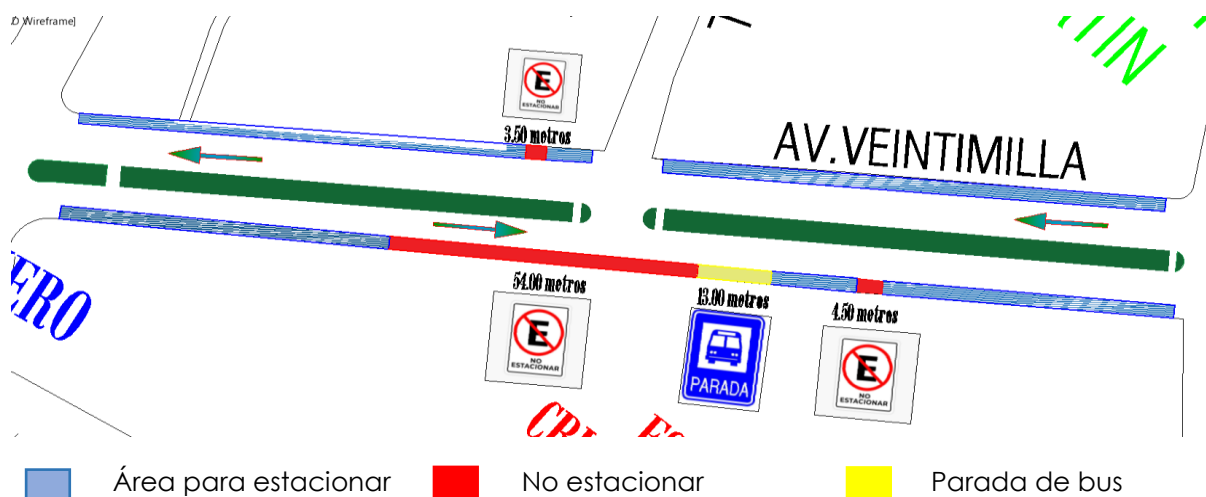 D Wireframe]
E
NO
ESTACIONAR
3.50 metros
AV.VEINTIMILLA
ERO
54.00 metros
13.00 metros
4.50 metros
E
NO
ESTACIONAR
PARADA
E
NO
ESTACIONAR
Área para estacionar
No estacionar
Parada de bus